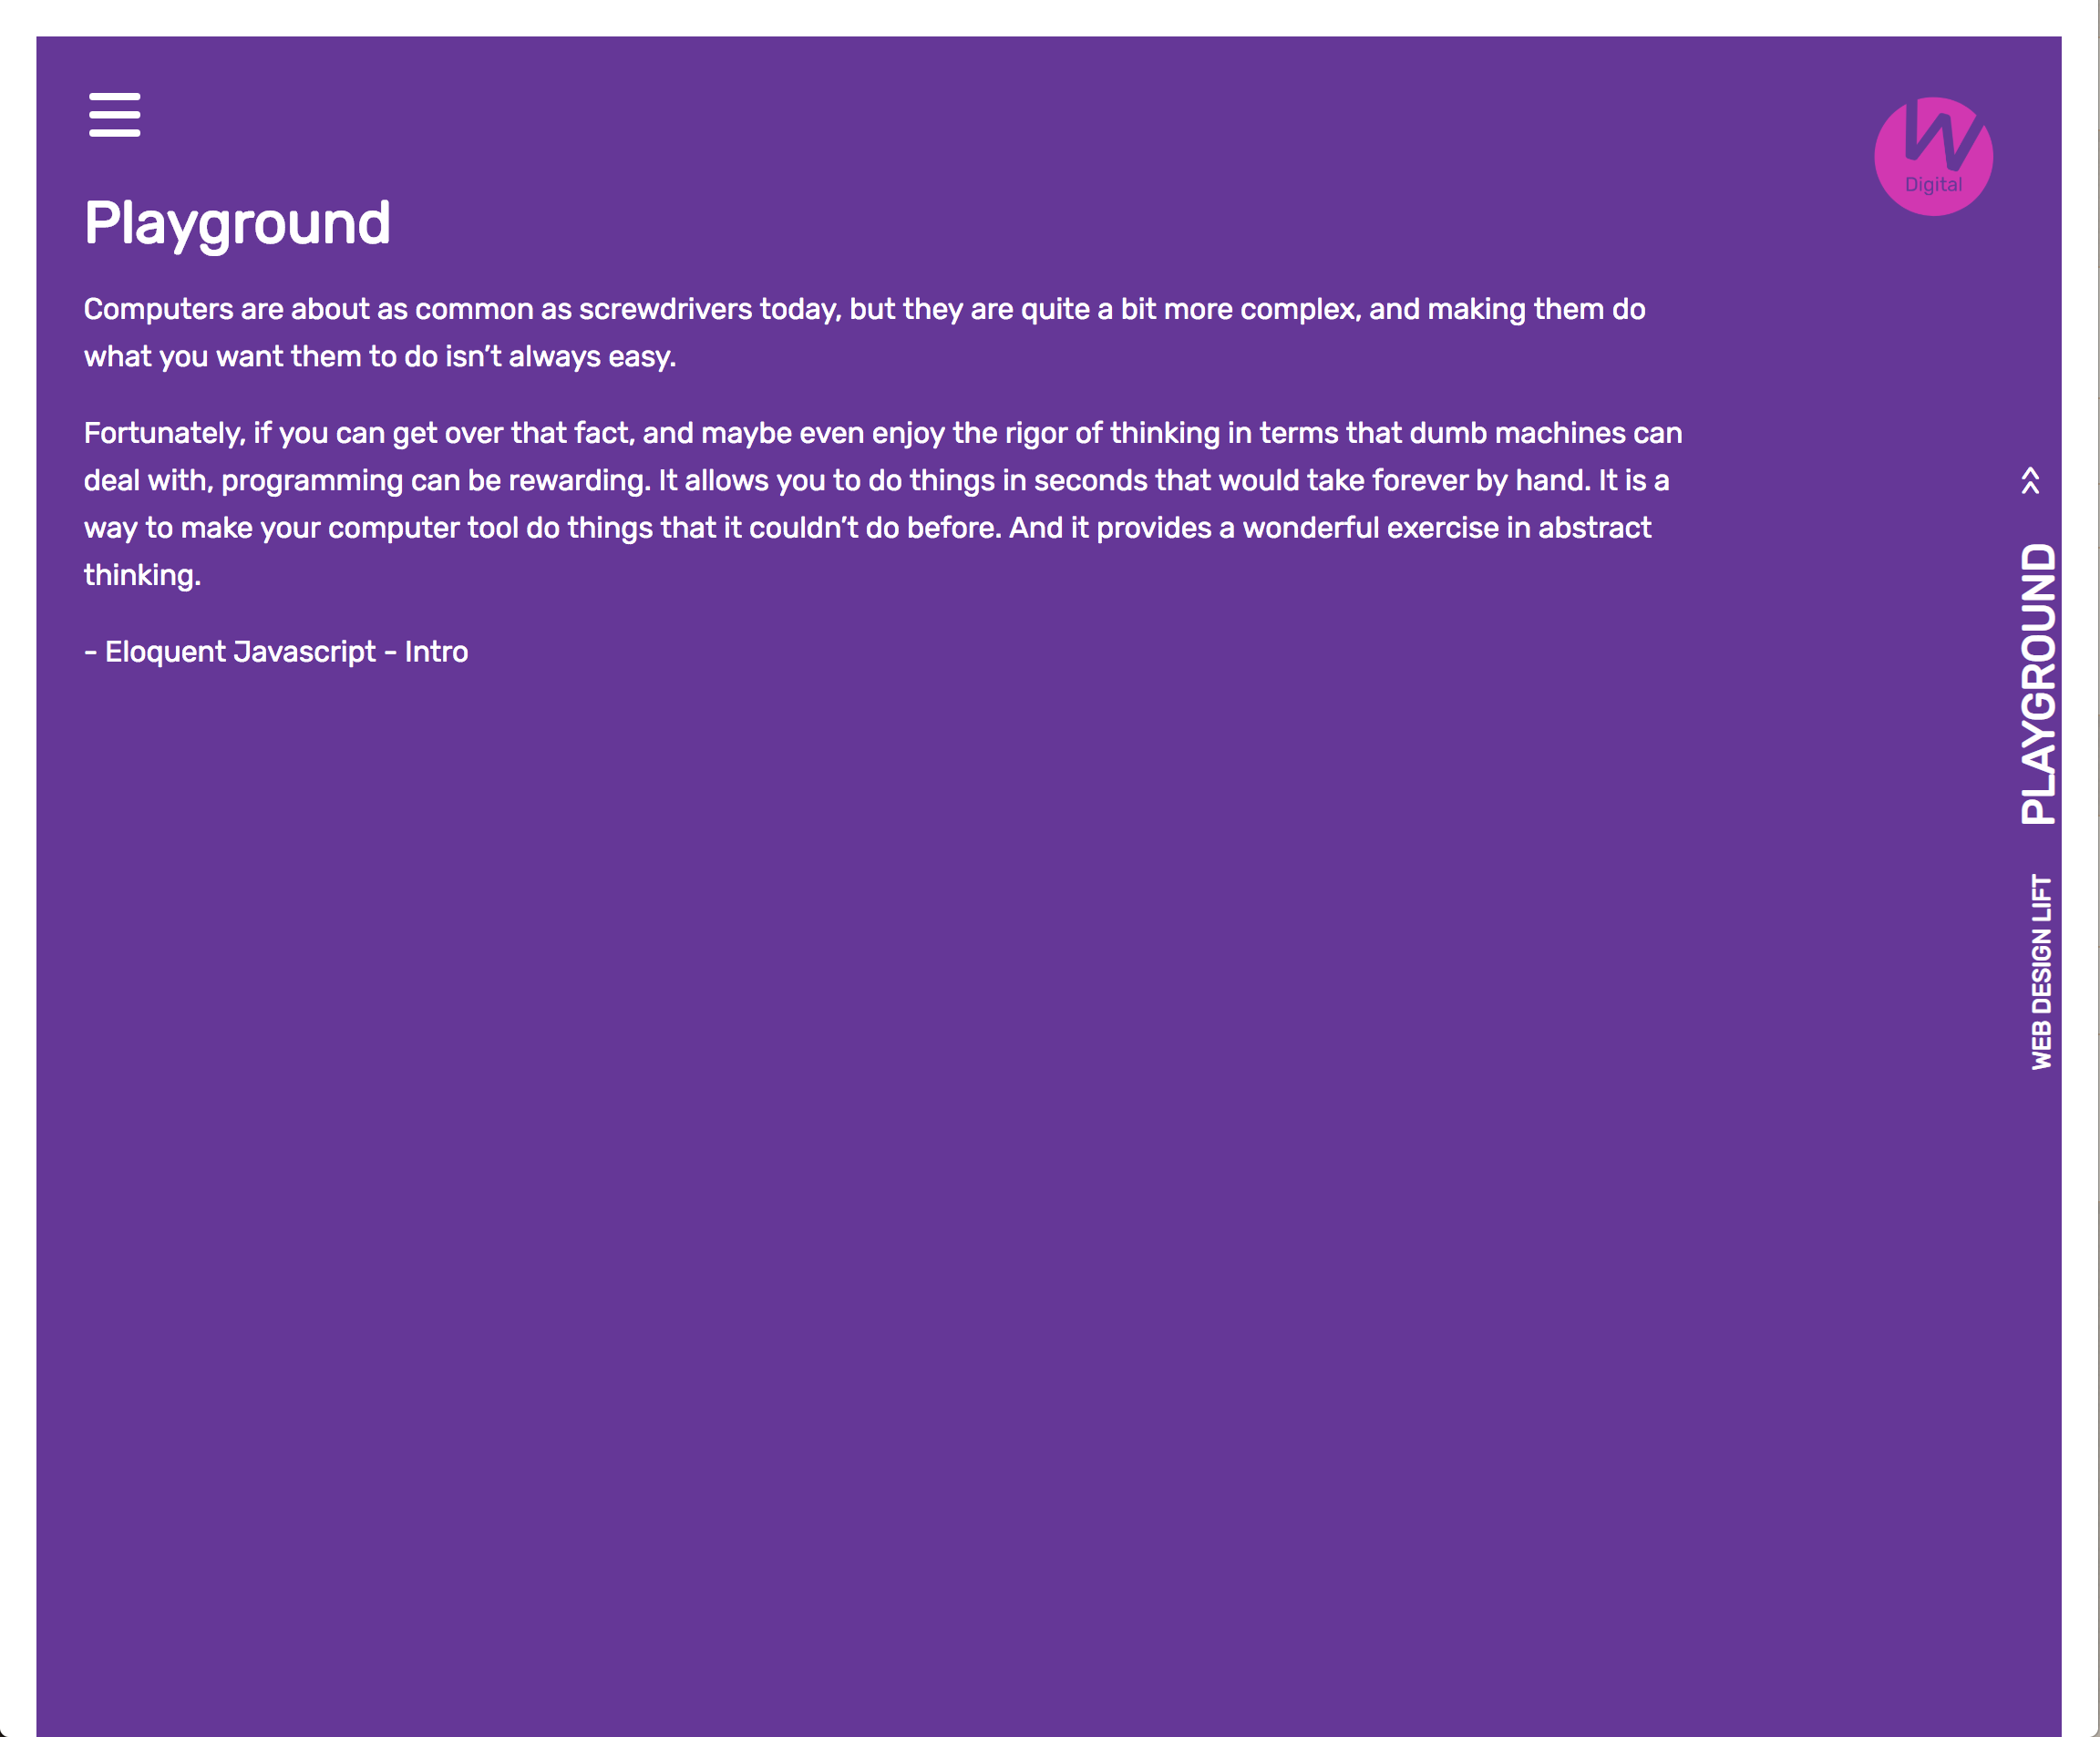 W
Digital
Playground
Computers are about as common as screwdrivers today, but they are quite a bit more complex, and making them do
what you want them to do isn’t always easy.
Fortunately, if you can get over that fact, and maybe even enjoy the rigor of thinking in terms that dumb machines can
deal with, programming can be rewarding. It allows you to do things in seconds that would take forever by hand. It is a
way to make your computer tool do things that it couldn’t do before. And it provides a wonderful exercise in abstract
thinking.
- Eloquent Javascript - Intro
WEB DESIGN LIFT
PLAYGROUND